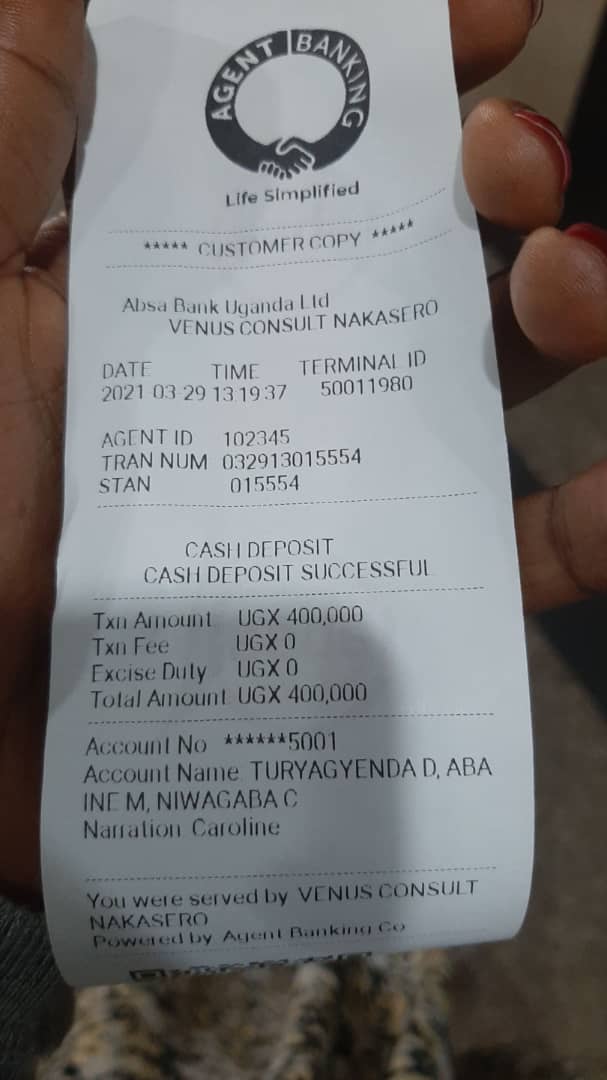 AGENT BANKING
Life Simplified
***** CUSTOMER COPY *****
Absa Bank Uganda Ltd
VENUS CONSULT NAKASERO
DATE TIME TERMINAL ID
2021 03 29 13 19 37 50011980
AGENT ID 102345
TRAN NUM 032913015554
STAN 015554
CASH DEPOSIT
CASH DEPOSIT SUCCESSFUL
Txn Amount UGX 400,000
Txn Fee UGX 0
Excise Duty UGX 0
Total Amount UGX 400,000
Account No ******5001
Account Name TURYAGYENDA D, ABA
INE M, NIWAGABA C
Narration Caroline
You were served by VENUS CONSULT
NAKASERO
Powered by Agent Banking Co